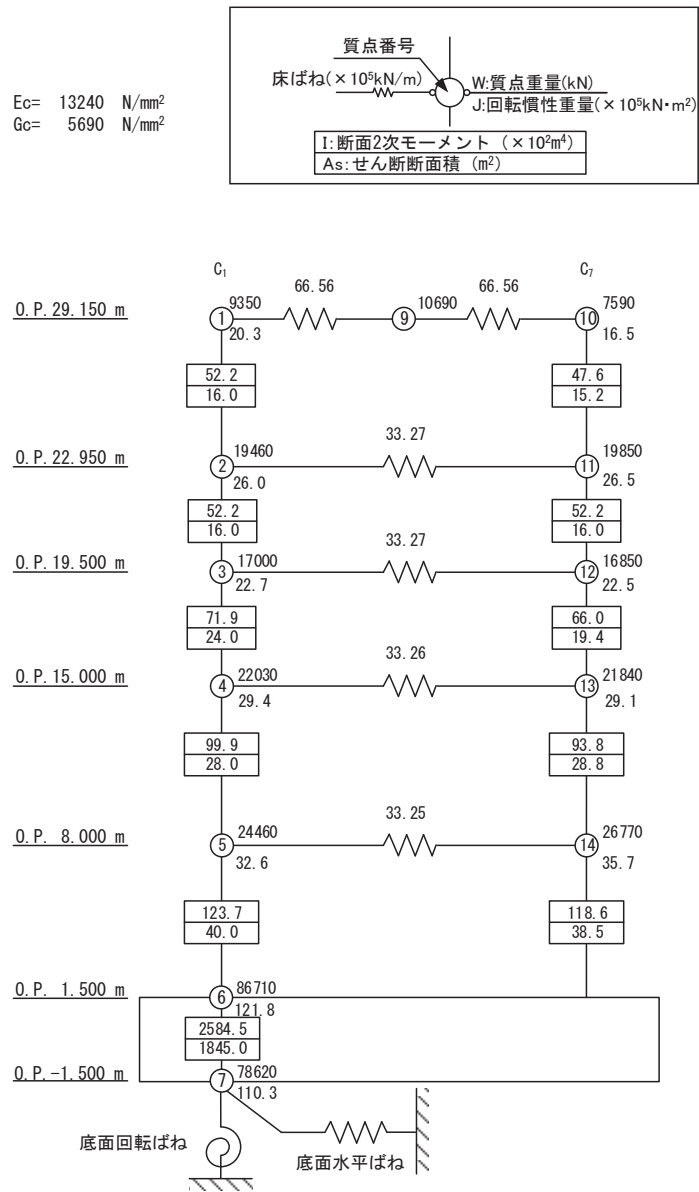 質点番号
床ばね(×10⁵kN/m)
W:質点重量(kN)
J:回転慣性重量(×10⁵kN・m²)
I:断面2次モーメント (×10²m⁴)
As:せん断断面積 (m²)
Ec= 13240 N/mm²
Gc= 5690 N/mm²
C₁ C₇
O.P.29.150 m ① 9350 66.56 ⑨ 10690 66.56 ⑩ 7590
20.3 16.5
52.2 47.6
16.0 15.2
O.P.22.950 m ② 19460 33.27 ⑪ 19850
26.0 26.5
52.2 52.2
16.0 16.0
O.P.19.500 m ③ 17000 33.27 ⑫ 16850
22.7 22.5
71.9 66.0
24.0 19.4
O.P.15.000 m ④ 22030 33.26 ⑬ 21840
29.4 29.1
99.9 93.8
28.0 28.8
O.P. 8.000 m ⑤ 24460 33.25 ⑭ 26770
32.6 35.7
123.7 118.6
40.0 38.5
O.P. 1.500 m ⑥ 86710
121.8
2584.5
1845.0
O.P.-1.500 m ⑦ 78620
110.3
底面回転ばね
底面水平ばね